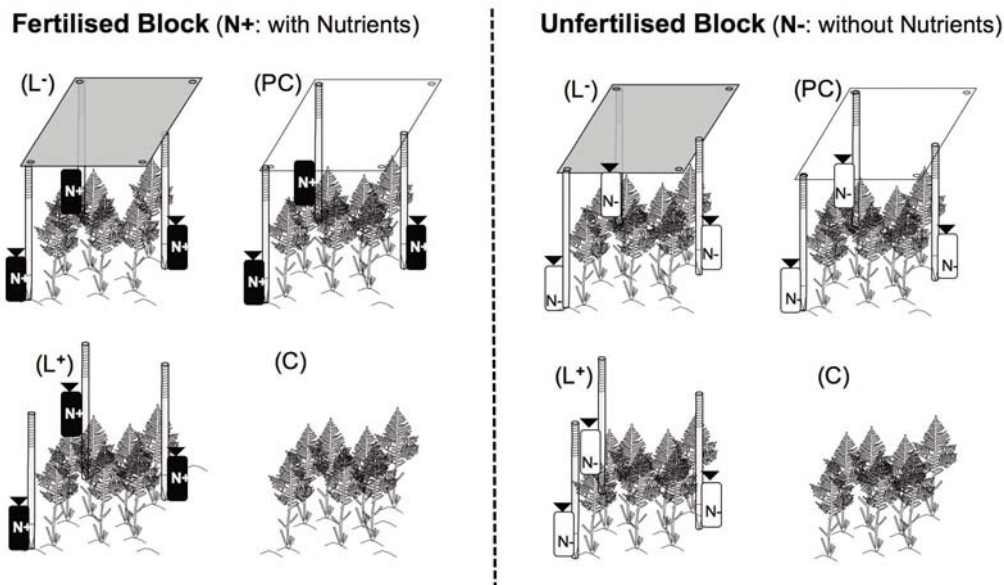 Fertilised Block (N+: with Nutrients)
Unfertilised Block (N-: without Nutrients)
(L-)
(PC)
(L-)
(PC)
N+
N+
N+
N+
N+
N+
N-
N-
N-
N-
N-
N-
(L+)
(C)
(L+)
(C)
N+
N+
N+
N-
N-
N-